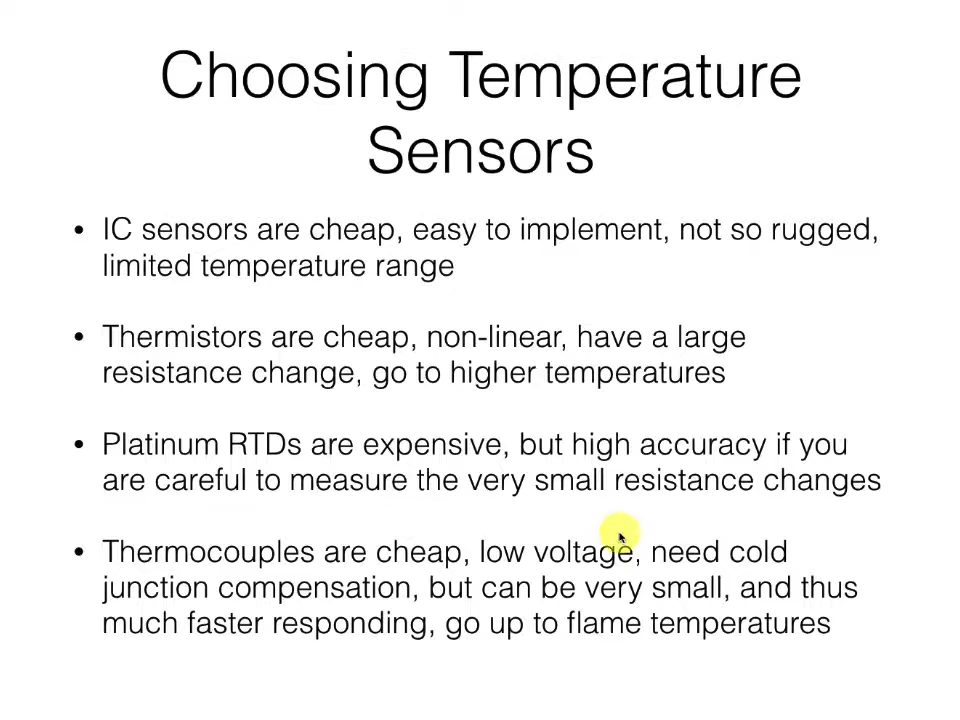 Choosing Temperature
Sensors
• IC sensors are cheap, easy to implement, not so rugged,
limited temperature range
• Thermistors are cheap, non-linear, have a large
resistance change, go to higher temperatures
• Platinum RTDs are expensive, but high accuracy if you
are careful to measure the very small resistance changes
• Thermocouples are cheap, low voltage, need cold
junction compensation, but can be very small, and thus
much faster responding, go up to flame temperatures